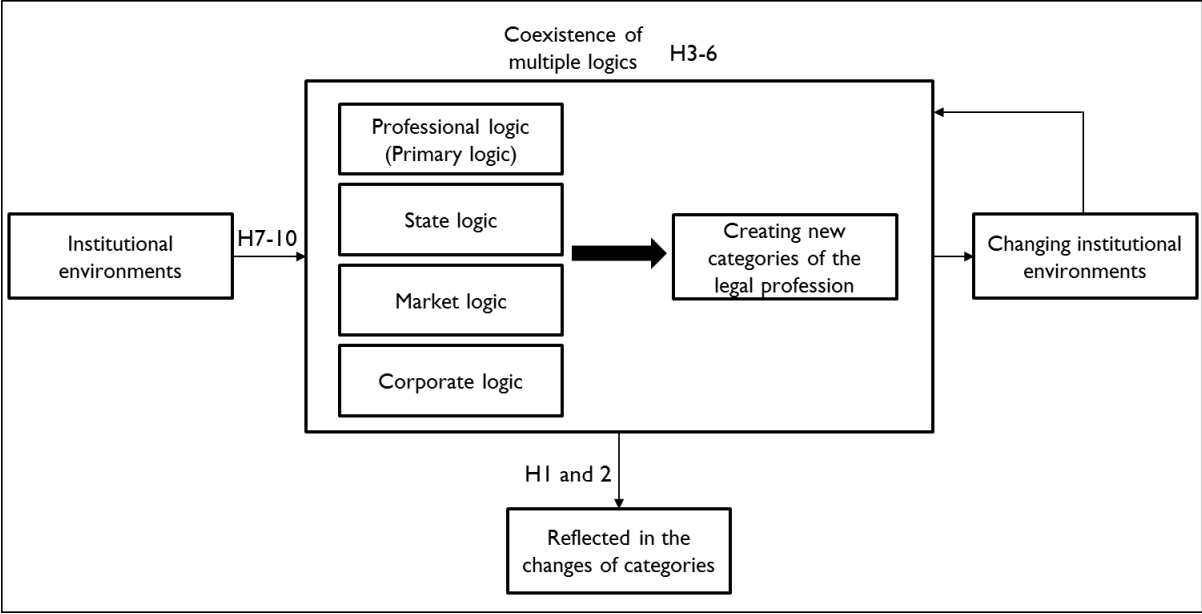 Coexistence of
multiple logics
H3-6
Professional logic
(Primary logic)
State logic
Market logic
Corporate logic
Institutional
environments
H7-10
Creating new
categories of the
legal profession
Changing institutional
environments
H1 and 2
Reflected in the
changes of categories